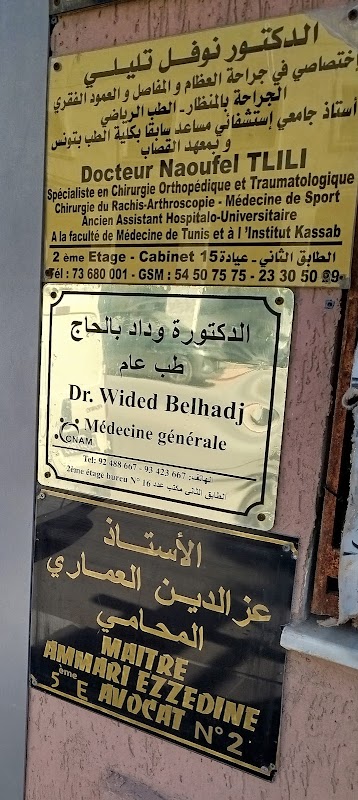 الدكتور نوفل تليلي
إختصاصي في جراحة العظام و المفاصل و العمود الفقري
الجراحة بالمنظار - الطب الرياضي
أستاذ جامعي إستشفائي مساعد سابقا بكلية الطب بتونس
و بمعهد القصاب
Docteur Naoufel TLILI
Spécialiste en Chirurgie Orthopédique et Traumatologique
Chirurgie du Rachis-Arthroscopie - Médecine de Sport
Ancien Assistant Hospitalo-Universitaire
A la faculté de Médecine de Tunis et à l 'Institut Kassab
2 ème Etage - Cabinet 15 الطابق الثاني - عيادة
Tél : 73 680 001 - GSM : 54 50 75 75 - 23 30 50 99
الدكتورة وداد بالحاج
طب عام
Dr. Wided Belhadj
Médecine générale
CNAM
Tel: 92 488 667 - 93 423 667 :الهاتف
2ème étage bureu N° 16 الطابق الثاني مكتب عدد
الأستاذ
عز الدين العماري
المحامي
MAITRE
AMMARI EZZEDINE
AVOCAT
5ème E N° 2